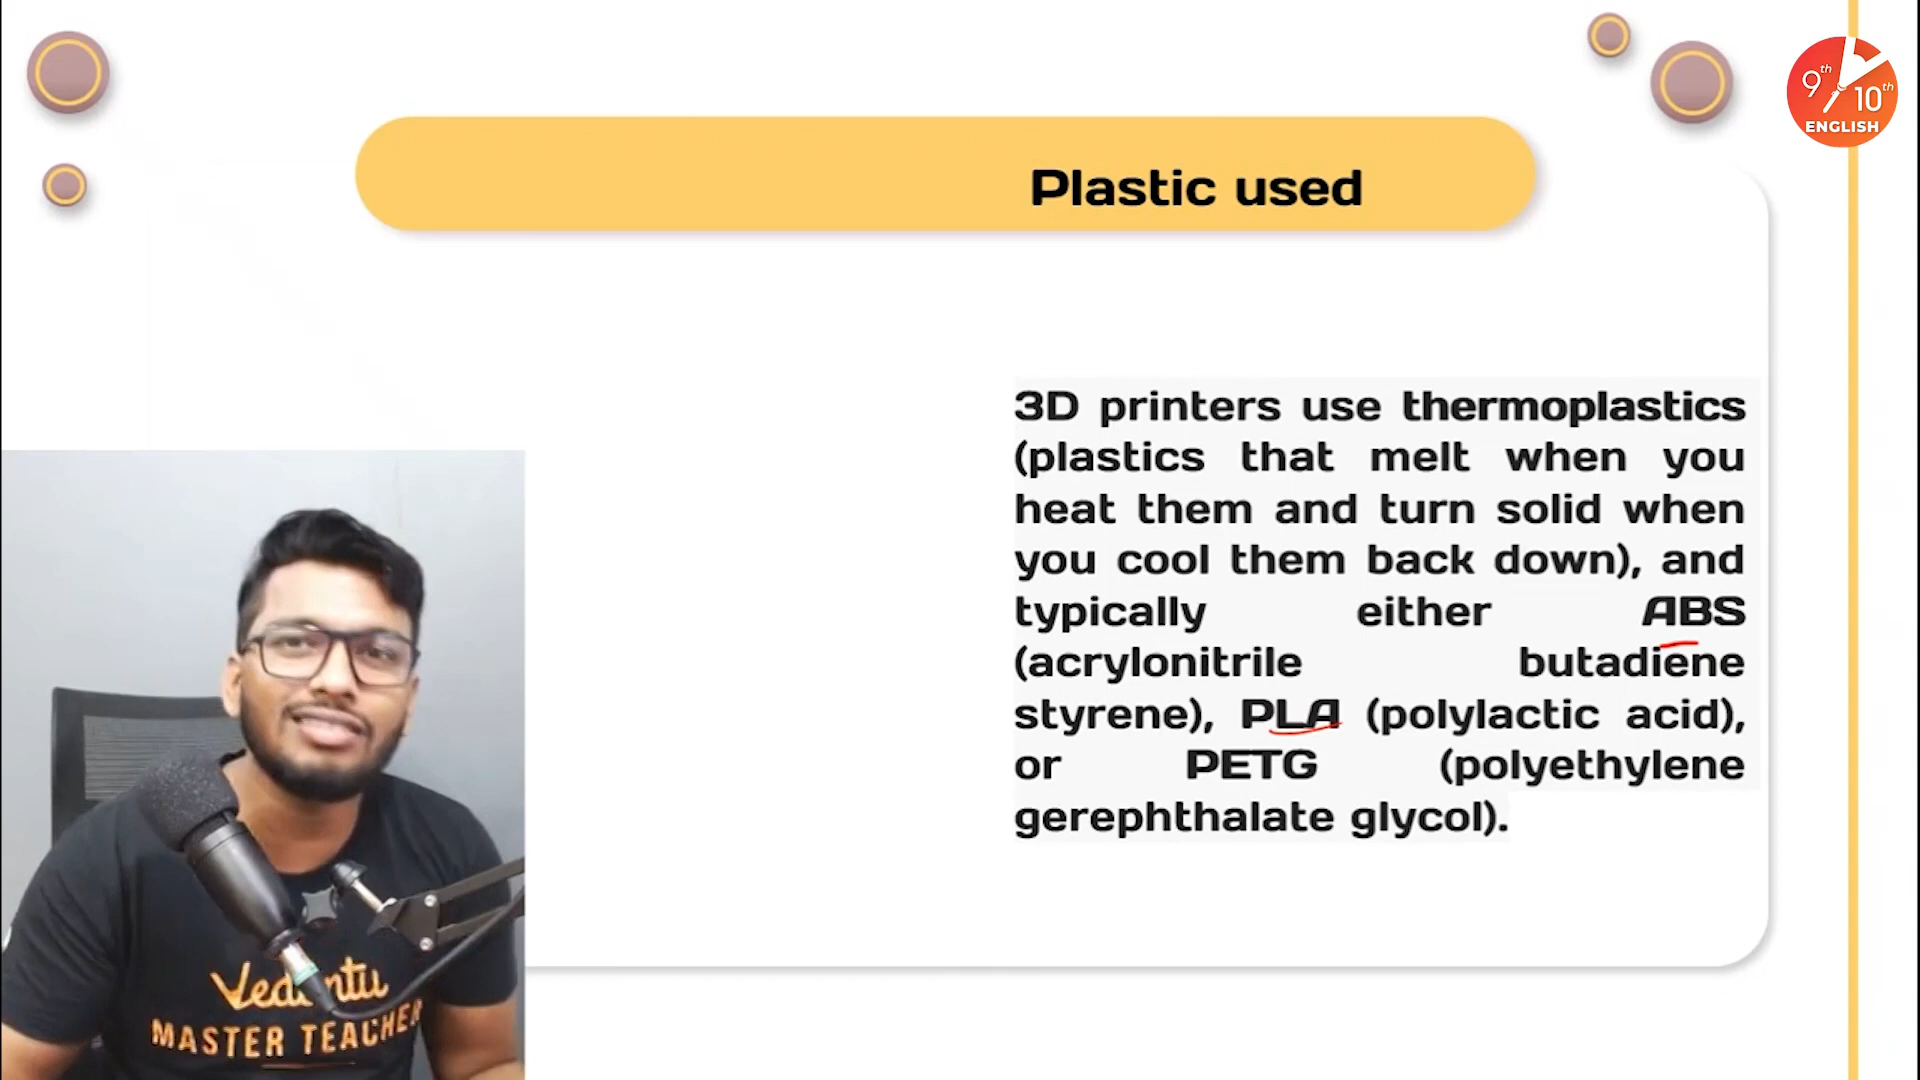 9th
10th
ENGLISH
Plastic used
3D printers use thermoplastics
(plastics that melt when you
heat them and turn solid when
you cool them back down), and
typically either ABS
(acrylonitrile butadiene
styrene), PLA (polylactic acid),
or PETG (polyethylene
gerephthalate glycol).
Vedantu
MASTER TEACHER